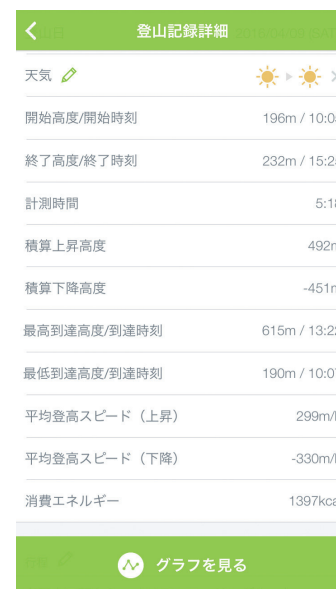 登山記録詳細
天気
開始高度/開始時刻 196m / 10:0
終了高度/終了時刻 232m / 15:2
計測時間 5:1
積算上昇高度 492m
積算下降高度 -451m
最高到達高度/到達時刻 615m / 13:2
最低到達高度/到達時刻 190m / 10:0
平均登高スピード（上昇） 299m/
平均登高スピード（下降） -330m/
消費エネルギー 1397kca
グラフを見る